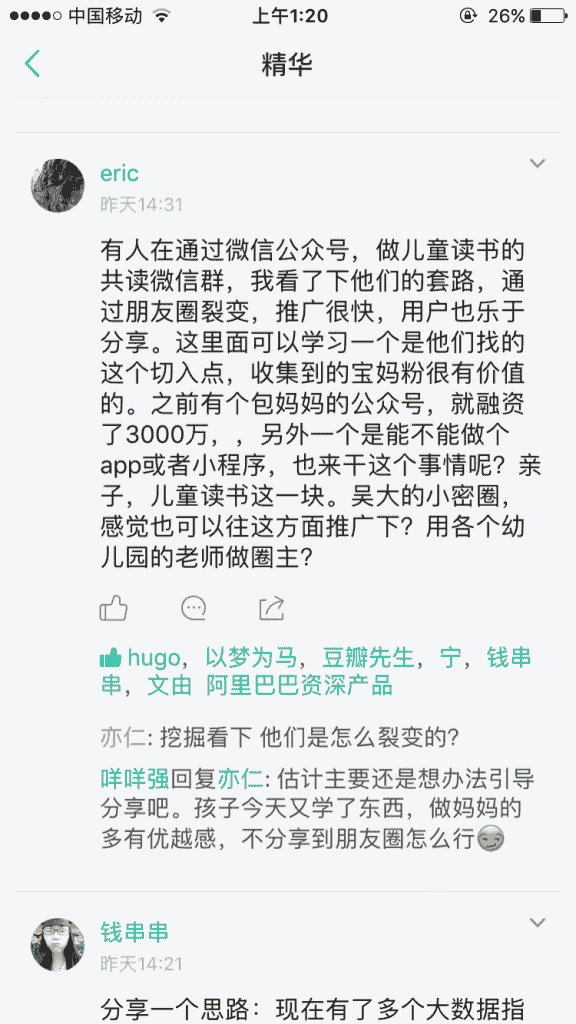 中国移动 上午1:20 26%
精华
eric
昨天14:31
有人在通过微信公众号，做儿童读书的
共读微信群，我看了下他们的套路，通
过朋友圈裂变，推广很快，用户也乐于
分享。这里面可以学习一个是他们找的
这个切入点，收集到的宝妈粉很有价值
的。之前有个包妈妈的公众号，就融资
了3000万，，另外一个是能不能做个
app或者小程序，也来干这个事情呢？亲
子，儿童读书这一块。吴大的小密圈，
感觉也可以往这方面推广下？用各个幼
儿园的老师做圈主？
hugo，以梦为马，豆瓣先生，宁，钱串
串，文由 阿里巴巴资深产品
亦仁: 挖掘看下 他们是怎么裂变的?
咩咩强回复亦仁: 估计主要还是想办法引导
分享吧。孩子今天又学了东西，做妈妈的
多有优越感，不分享到朋友圈怎么行
钱串串
昨天14:21
分享一个思路：现在有了多个大数据指